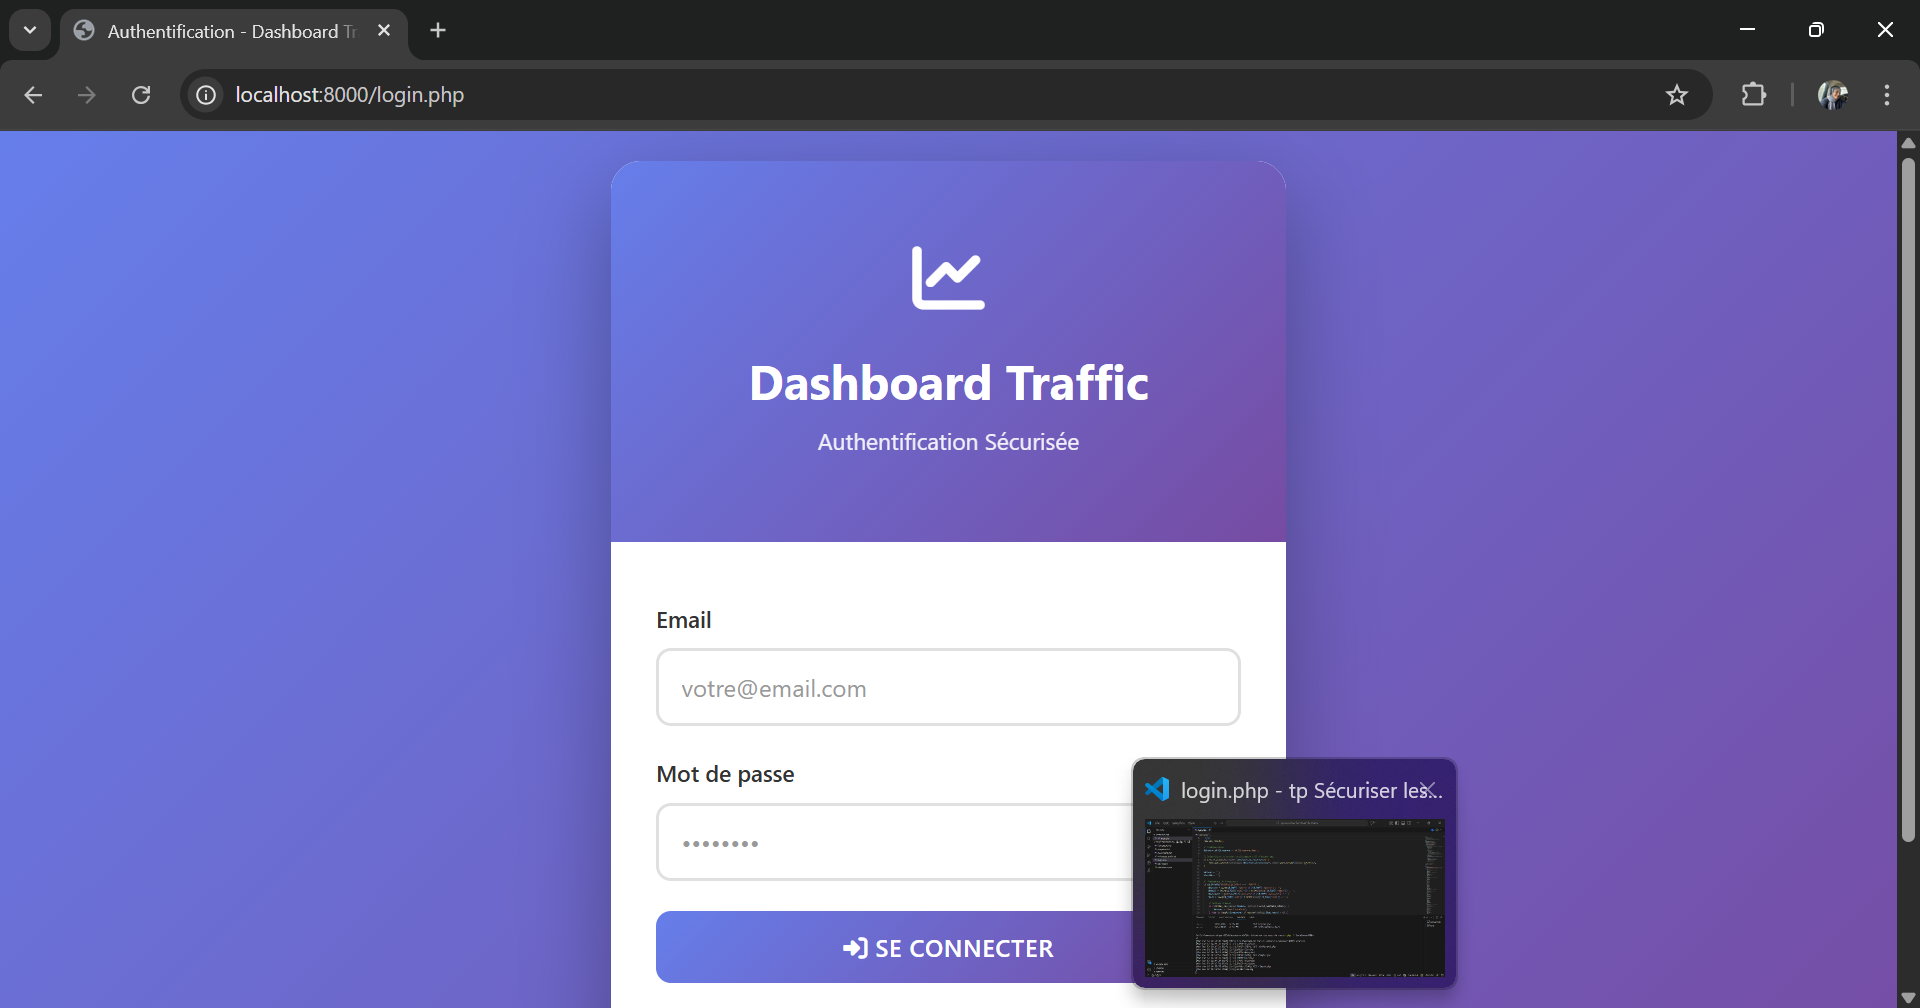 Authentification - Dashboard Tr
localhost:8000/login.php
Dashboard Traffic
Authentification Sécurisée
Email
votre@email.com
Mot de passe
login.php - tp Sécuriser les...
SE CONNECTER